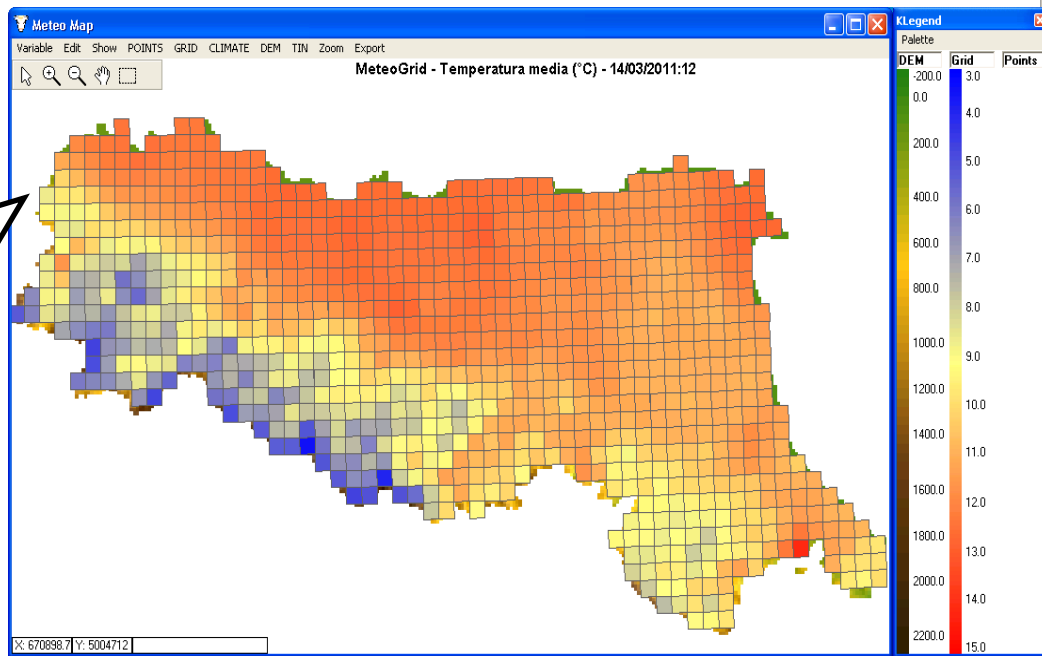 Meteo Map
Variable Edit Show POINTS GRID CLIMATE DEM TIN Zoom Export
MeteoGrid - Temperatura media (°C) - 14/03/2011:12
X: 670898.7 Y: 5004712
KLegend
Palette
DEM Grid Points
-200.0 3.0
0.0 4.0
200.0 5.0
400.0 6.0
600.0 7.0
800.0 8.0
1000.0 9.0
1200.0 10.0
1400.0 11.0
1600.0 12.0
1800.0 13.0
2000.0 14.0
2200.0 15.0